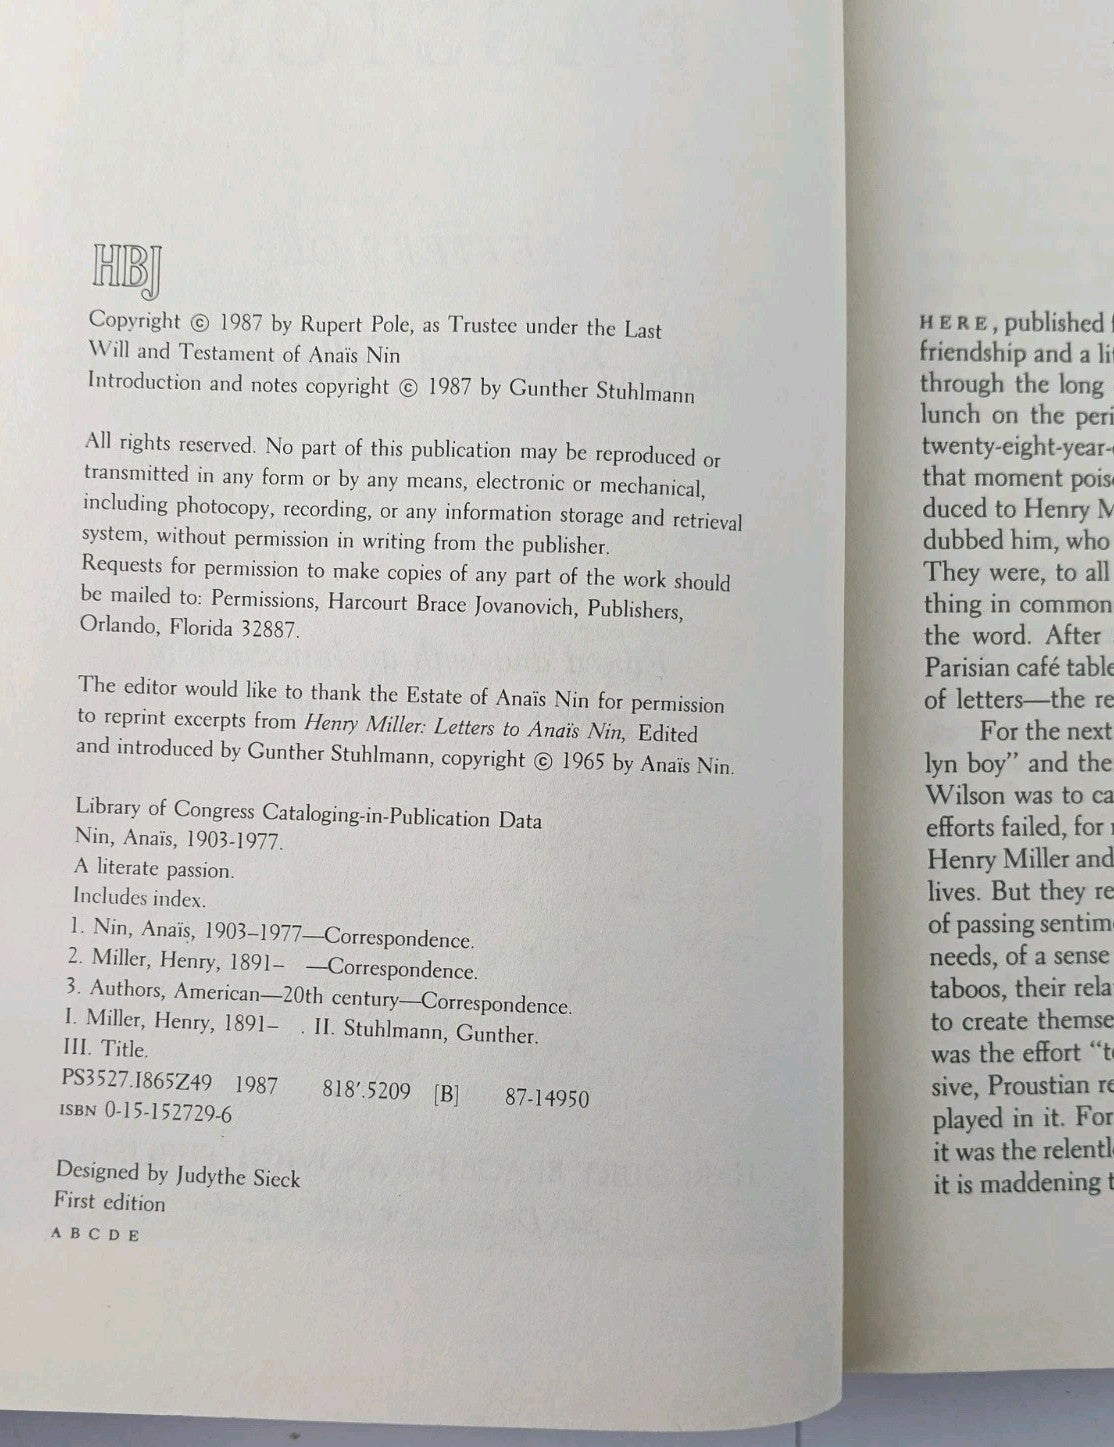 HBJ
Copyright © 1987 by Rupert Pole, as Trustee under the Last
Will and Testament of Anaïs Nin
Introduction and notes copyright © 1987 by Gunther Stuhlmann
All rights reserved. No part of this publication may be reproduced or
transmitted in any form or by any means, electronic or mechanical,
including photocopy, recording, or any information storage and retrieval
system, without permission in writing from the publisher.
Requests for permission to make copies of any part of the work should
be mailed to: Permissions, Harcourt Brace Jovanovich, Publishers,
Orlando, Florida 32887.
The editor would like to thank the Estate of Anaïs Nin for permission
to reprint excerpts from Henry Miller: Letters to Anaïs Nin, Edited
and introduced by Gunther Stuhlmann, copyright © 1965 by Anaïs Nin.
Library of Congress Cataloging-in-Publication Data
Nin, Anaïs, 1903-1977.
A literate passion.
Includes index.
1. Nin, Anaïs, 1903–1977—Correspondence.
2. Miller, Henry, 1891– —Correspondence.
3. Authors, American—20th century—Correspondence.
I. Miller, Henry, 1891– . II. Stuhlmann, Gunther.
III. Title.
PS3527.I865Z49 1987 818'.5209 [B] 87-14950
ISBN 0-15-152729-6
Designed by Judythe Sieck
First edition
A B C D E
HERE, published
friendship and a
through the long
lunch on the
twenty-eight-year-
that moment
duced to Henry
dubbed him, who
They were, to all
thing in common
the word. After
Parisian café
of letters—the
For the next
lyn boy” and the
Wilson was to
efforts failed, for
Henry Miller and
lives. But they
of passing
needs, of a sense
taboos, their
to create
was the effort
sive, Proustian
played in it. For
it was the
it is maddening